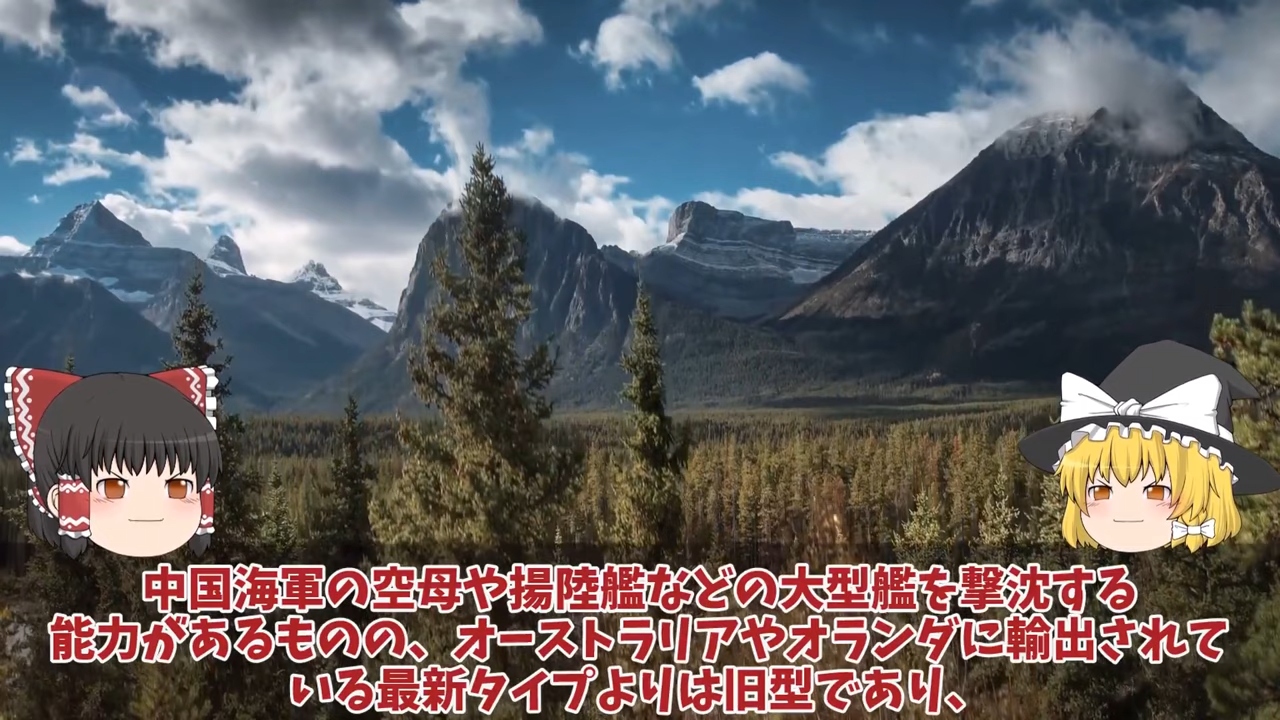 中国海軍の空母や揚陸艦などの大型艦を撃沈する
能力があるものの、オーストラリアやオランダに輸出されて
いる最新タイプよりは旧型であり、